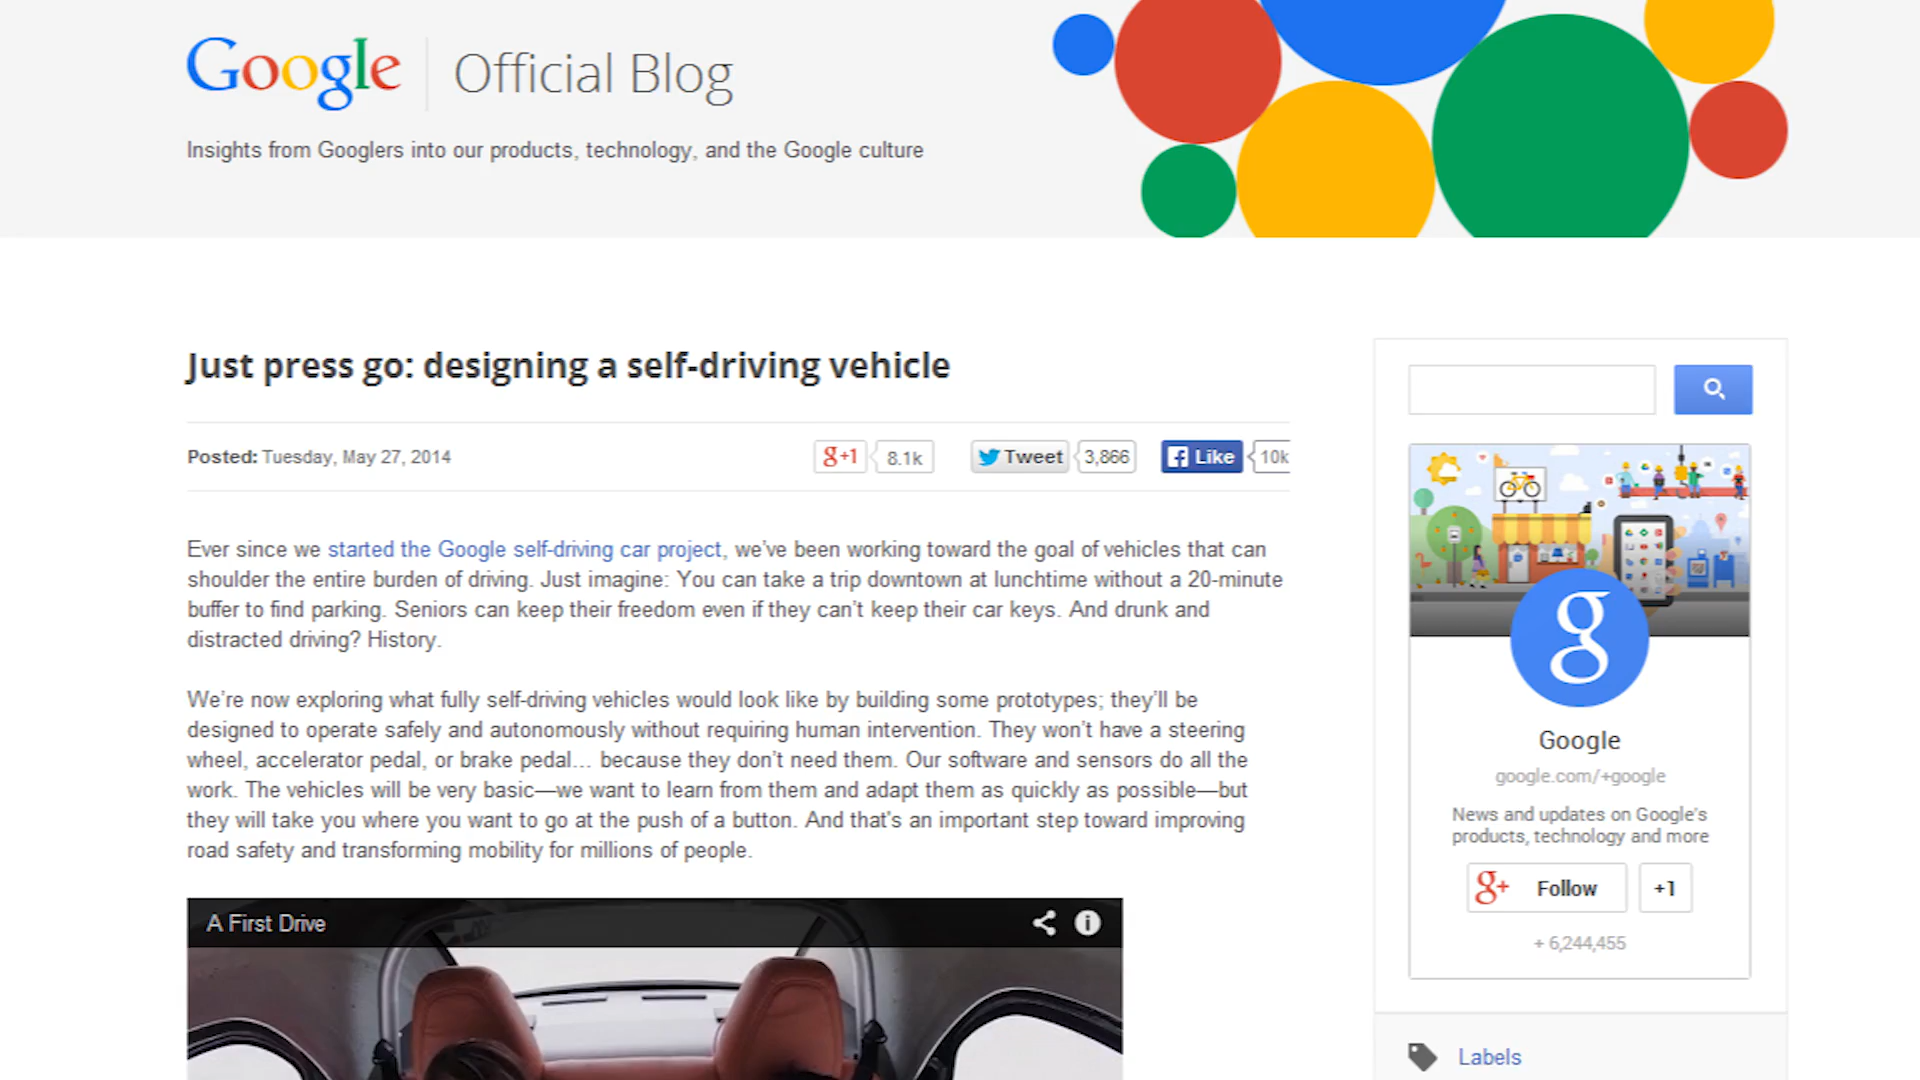 Google Official Blog
Insights from Googlers into our products, technology, and the Google culture
Just press go: designing a self-driving vehicle
Posted: Tuesday, May 27, 2014
g+1 8.1k Tweet 3,866 Like 10k
Ever since we started the Google self-driving car project, we've been working toward the goal of vehicles that can
shoulder the entire burden of driving. Just imagine: You can take a trip downtown at lunchtime without a 20-minute
buffer to find parking. Seniors can keep their freedom even if they can't keep their car keys. And drunk and
distracted driving? History.
We're now exploring what fully self-driving vehicles would look like by building some prototypes; they'll be
designed to operate safely and autonomously without requiring human intervention. They won't have a steering
wheel, accelerator pedal, or brake pedal... because they don't need them. Our software and sensors do all the
work. The vehicles will be very basic—we want to learn from them and adapt them as quickly as possible—but
they will take you where you want to go at the push of a button. And that's an important step toward improving
road safety and transforming mobility for millions of people.
A First Drive
g
Google
google.com/+google
News and updates on Google's
products, technology and more
g+ Follow +1
+ 6,244,455
Labels